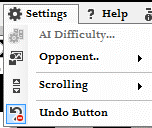 Settings ? Help
AI Difficulty...
Opponent..
Scrolling
Undo Button